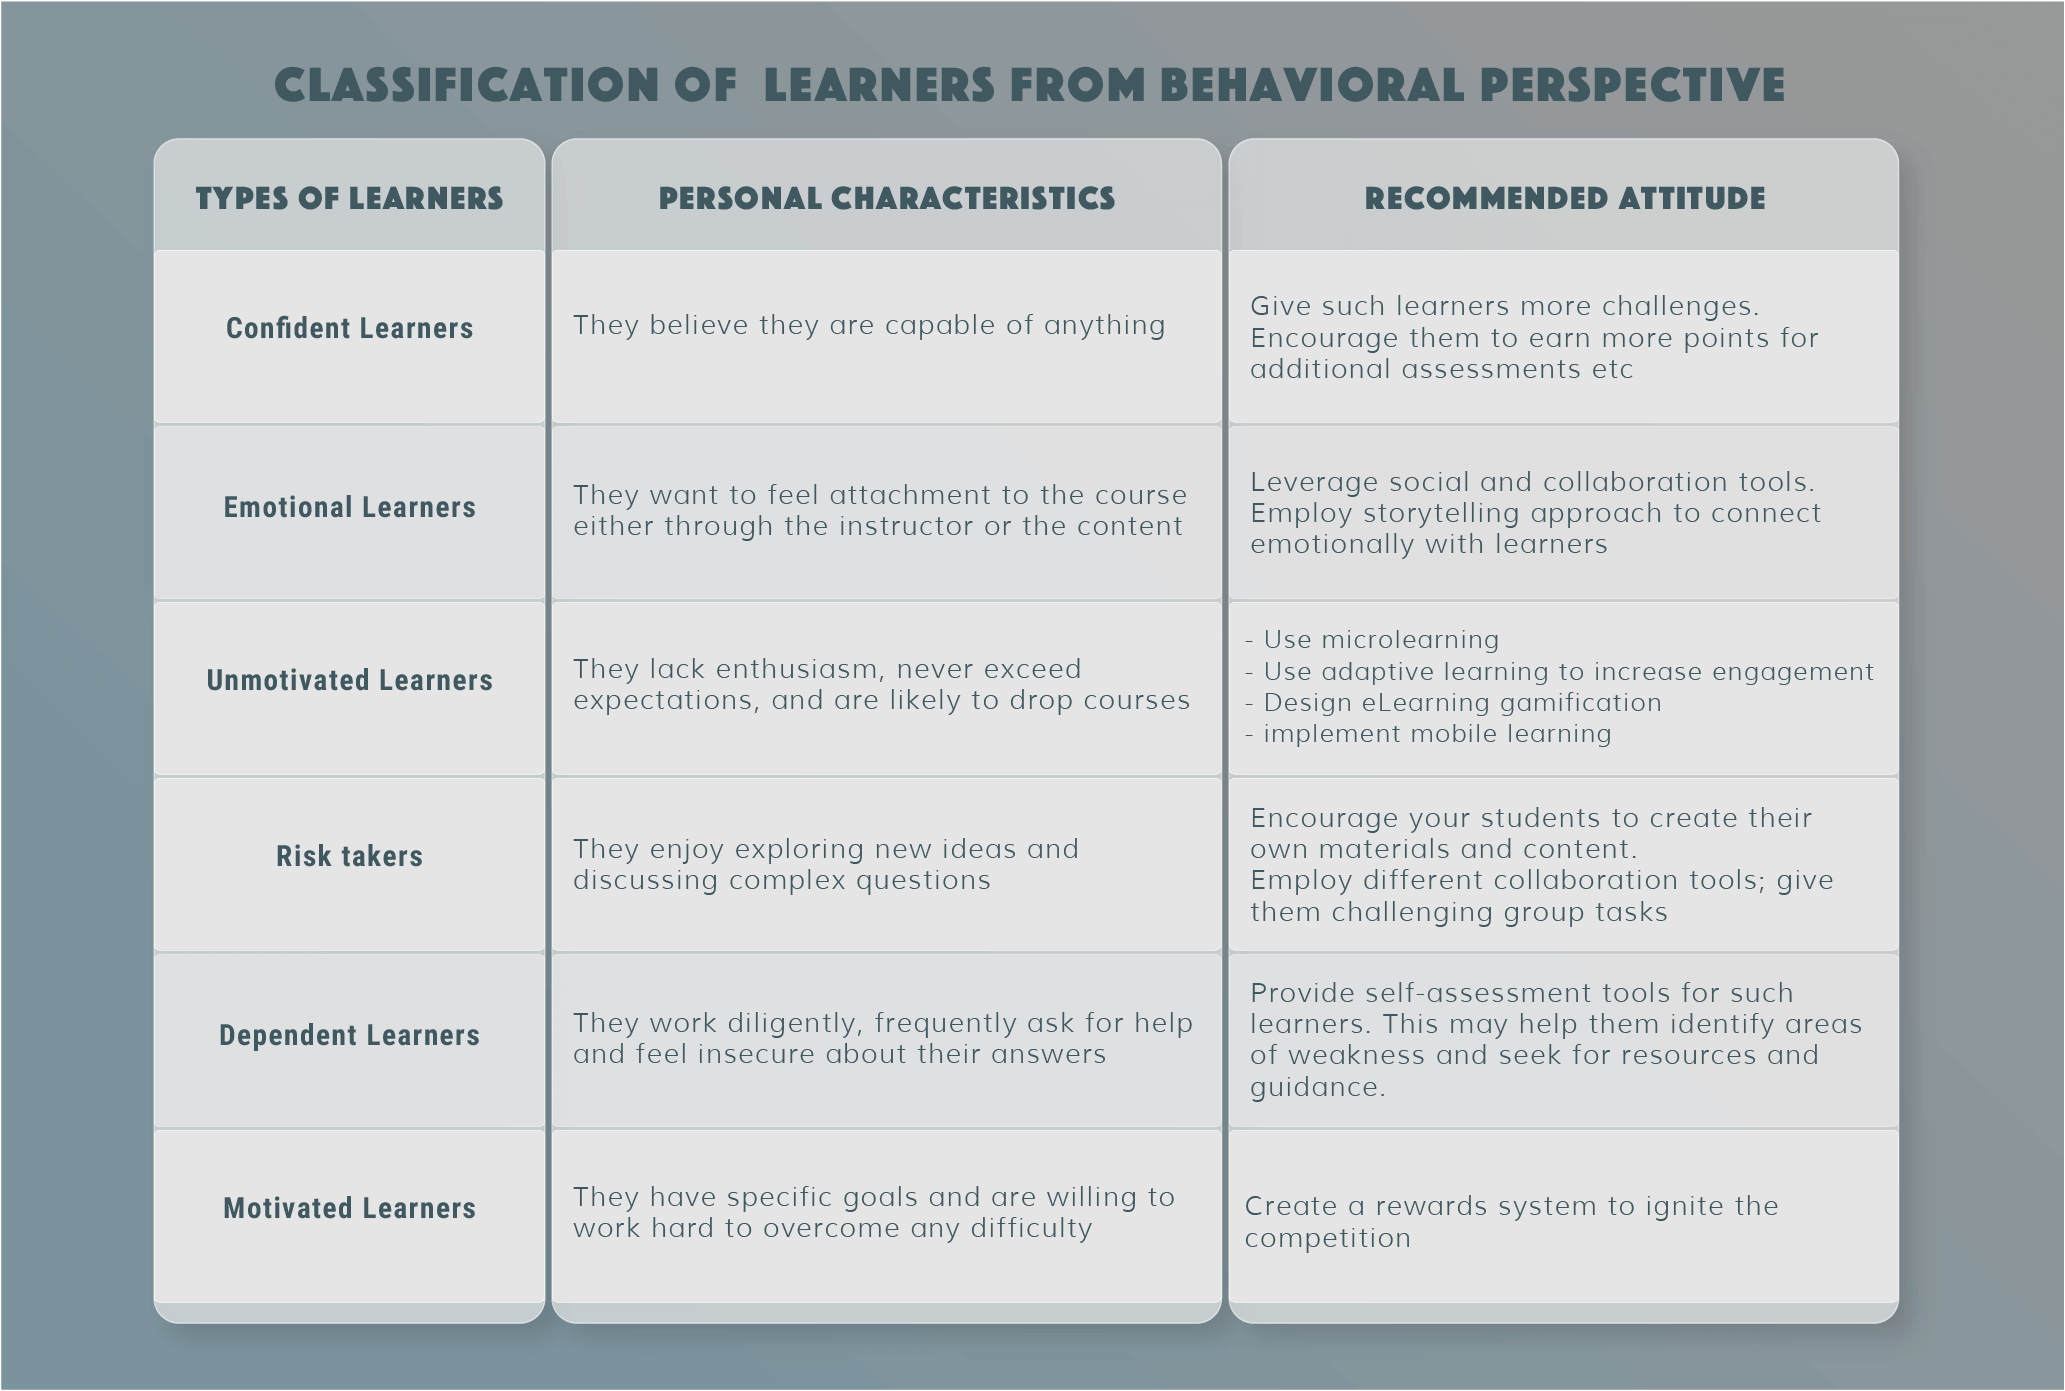 CLASSIFICATION OF LEARNERS FROM BEHAVIORAL PERSPECTIVE
TYPES OF LEARNERS
PERSONAL CHARACTERISTICS
RECOMMENDED ATTITUDE
Confident Learners
They believe they are capable of anything
Give such learners more challenges.
Encourage them to earn more points for
additional assessments etc
Emotional Learners
They want to feel attachment to the course
either through the instructor or the content
Leverage social and collaboration tools.
Employ storytelling approach to connect
emotionally with learners
Unmotivated Learners
They lack enthusiasm, never exceed
expectations, and are likely to drop courses
- Use microlearning
- Use adaptive learning to increase engagement
- Design eLearning gamification
- implement mobile learning
Risk takers
They enjoy exploring new ideas and
discussing complex questions
Encourage your students to create their
own materials and content.
Employ different collaboration tools; give
them challenging group tasks
Dependent Learners
They work diligently, frequently ask for help
and feel insecure about their answers
Provide self-assessment tools for such
learners. This may help them identify areas
of weakness and seek for resources and
guidance.
Motivated Learners
They have specific goals and are willing to
work hard to overcome any difficulty
Create a rewards system to ignite the
competition